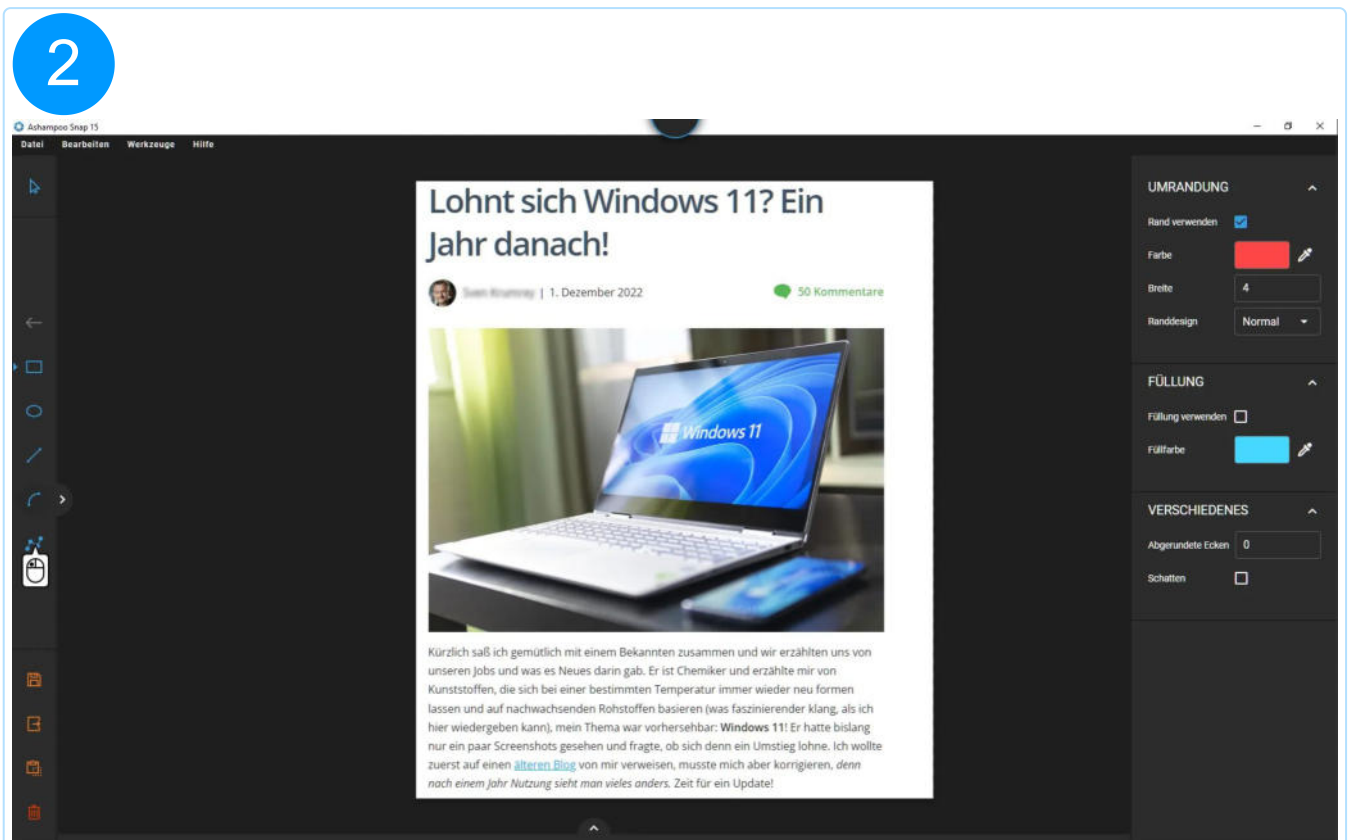 2
Ashampoo Snap 15
Datei Bearbeiten Werkzeuge Hilfe
Lohnt sich Windows 11? Ein
Jahr danach!
| 1. Dezember 2022 50 Kommentare
Windows 11
Kürzlich saß ich gemütlich mit einem Bekannten zusammen und wir erzählten uns von
unseren Jobs und was es Neues darin gab. Er ist Chemiker und erzählte mir von
Kunststoffen, die sich bei einer bestimmten Temperatur immer wieder neu formen
lassen und auf nachwachsenden Rohstoffen basieren (was faszinierender klang, als ich
hier wiedergeben kann), mein Thema war vorhersehbar: Windows 11! Er hatte bislang
nur ein paar Screenshots gesehen und fragte, ob sich denn ein Umstieg lohne. Ich wollte
zuerst auf einen älteren Blog von mir verweisen, musste mich aber korrigieren, denn
nach einem Jahr Nutzung sieht man vieles anders. Zeit für ein Update!
UMRANDUNG
Rand verwenden
Farbe
Breite 4
Randdesign Normal
FÜLLUNG
Füllung verwenden
Füllfarbe
VERSCHIEDENES
Abgerundete Ecken 0
Schatten